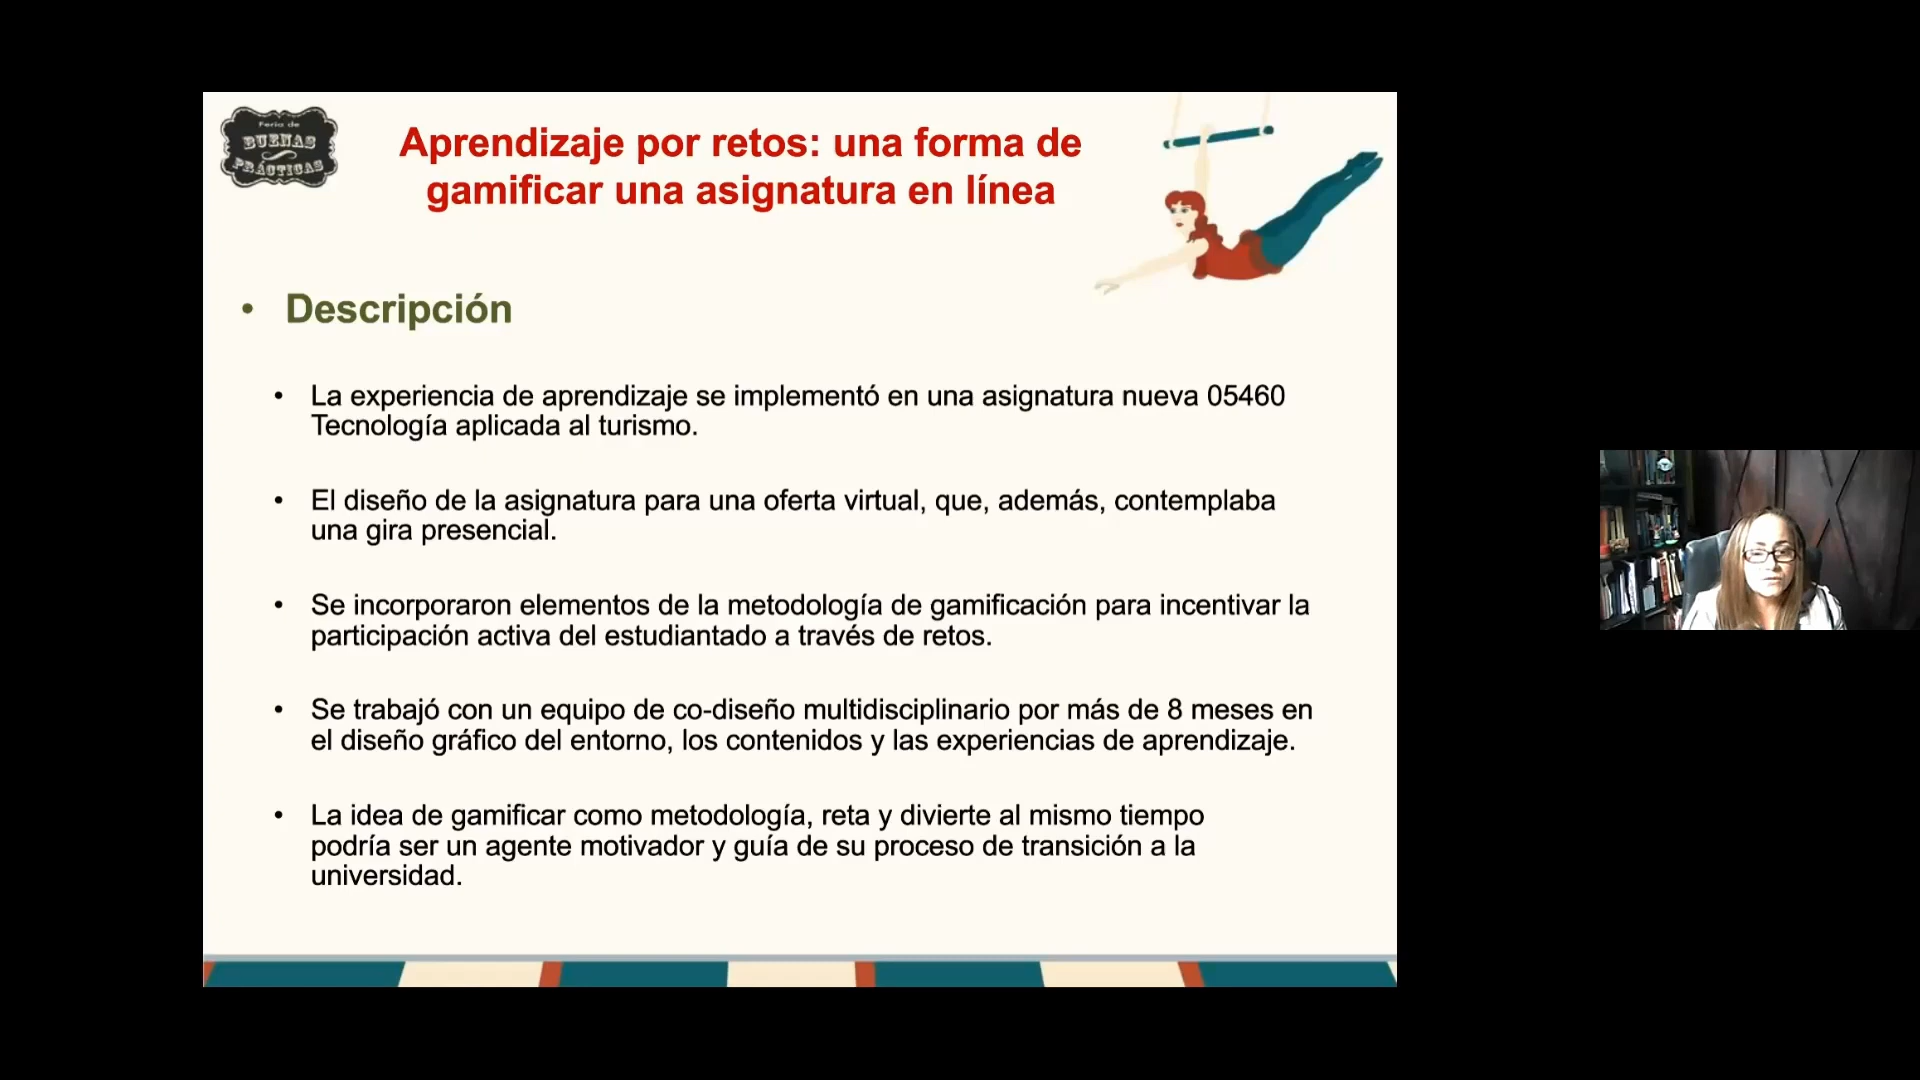 Feria de
BUENAS
PRÁCTICAS
Aprendizaje por retos: una forma de
gamificar una asignatura en línea
• Descripción
• La experiencia de aprendizaje se implementó en una asignatura nueva 05460
Tecnología aplicada al turismo.
• El diseño de la asignatura para una oferta virtual, que, además, contemplaba
una gira presencial.
• Se incorporaron elementos de la metodología de gamificación para incentivar la
participación activa del estudiantado a través de retos.
• Se trabajó con un equipo de co-diseño multidisciplinario por más de 8 meses en
el diseño gráfico del entorno, los contenidos y las experiencias de aprendizaje.
• La idea de gamificar como metodología, reta y divierte al mismo tiempo
podría ser un agente motivador y guía de su proceso de transición a la
universidad.